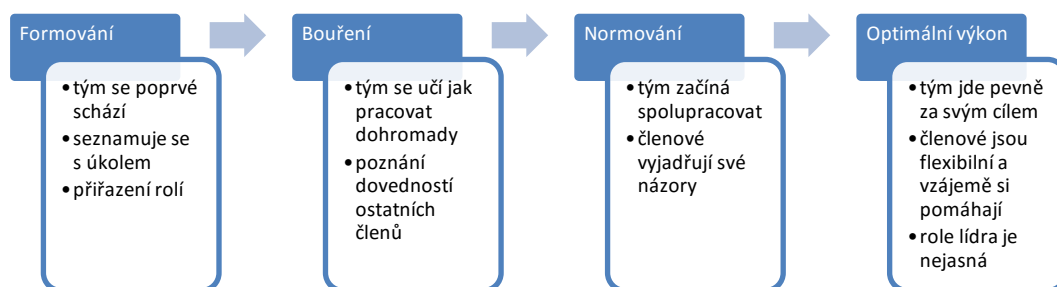 Formování
• tým se poprvé
schází
• seznamuje se
s úkolem
• přiřazení rolí
Bouření
• tým se učí jak
pracovat
dohromady
• poznání
dovedností
ostatních
členů
Normování
• tým začíná
spolupracovat
• členové
vyjadřují své
názory
Optimální výkon
• tým jde pevně
za svým cílem
• členové jsou
flexibilní a
vzájemě si
pomáhají
• role lídra je
nejasná